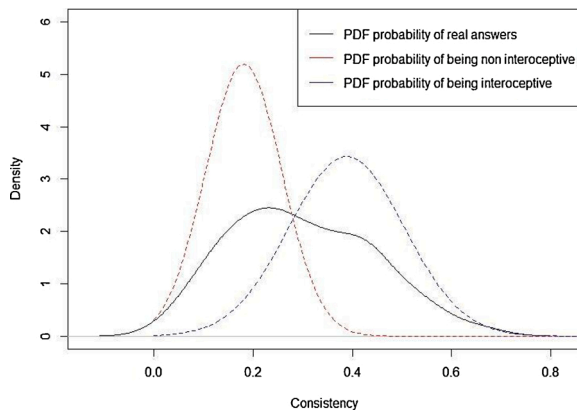 PDF probability of real answers
PDF probability of being non interoceptive
PDF probability of being interoceptive
6
5
4
3
2
1
0
Density
0.0 0.2 0.4 0.6 0.8
Consistency